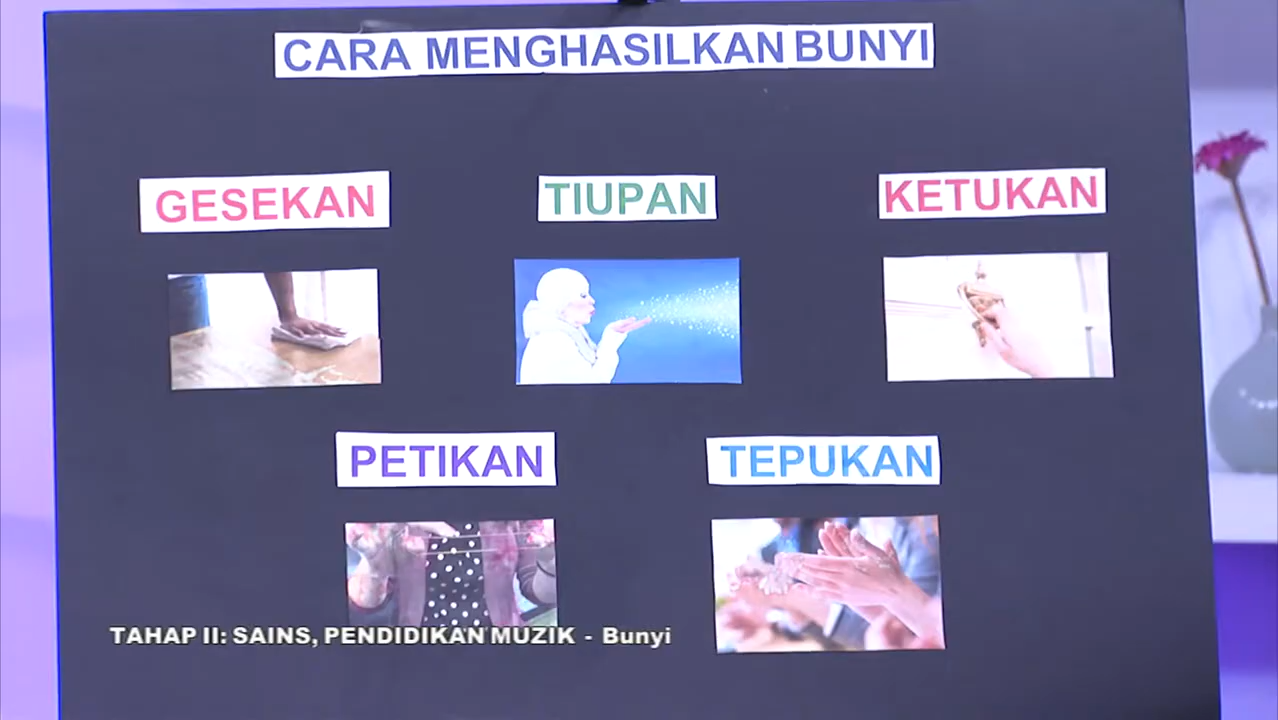 CARA MENGHASILKAN BUNYI
GESEKAN
TIUPAN
KETUKAN
PETIKAN
TEPUKAN
TAHAP II: SAINS, PENDIDIKAN MUZIK - Bunyi